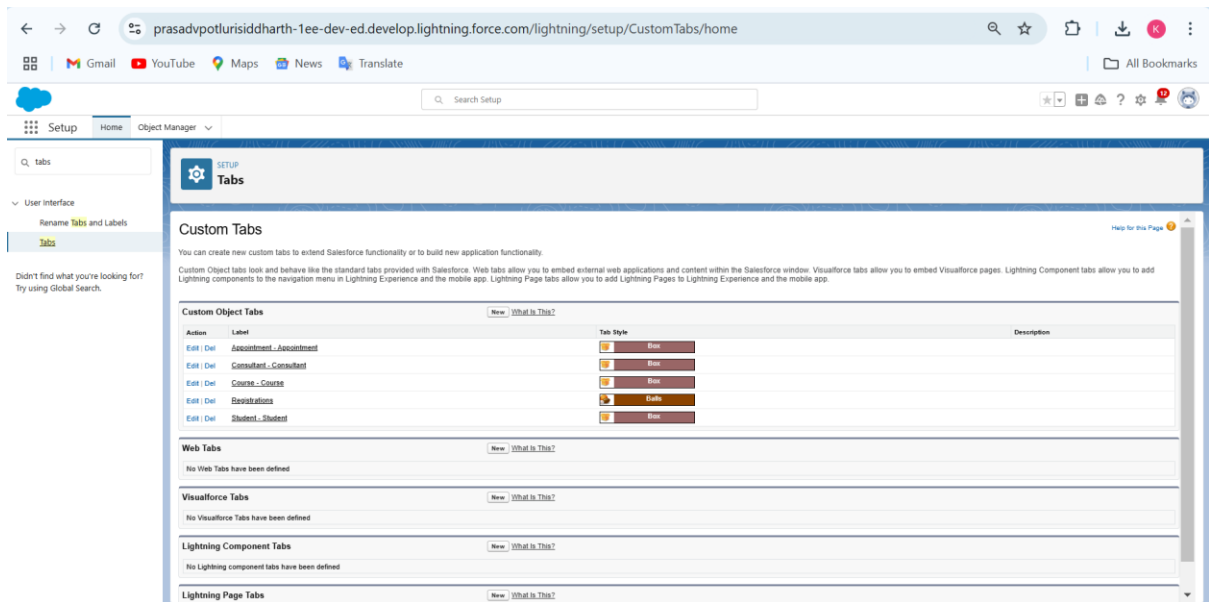 prasadvpotlurisiddharth-1ee-dev-ed.develop.lightning.force.com/lightning/setup/CustomTabs/home
K
Gmail YouTube Maps News Translate All Bookmarks
Search Setup
12
Setup Home Object Manager
tabs
User Interface
Rename Tabs and Labels
Tabs
Didn't find what you're looking for?
Try using Global Search.
SETUP
Tabs
Custom Tabs
Help for this Page
You can create new custom tabs to extend Salesforce functionality or to build new application functionality.
Custom Object tabs look and behave like the standard tabs provided with Salesforce. Web tabs allow you to embed external web applications and content within the Salesforce window. Visualforce tabs allow you to embed Visualforce pages. Lightning Component tabs allow you to add
Lightning components to the navigation menu in Lightning Experience and the mobile app. Lightning Page tabs allow you to add Lightning Pages to Lightning Experience and the mobile app.
Custom Object Tabs New What Is This?
Action Label Tab Style Description
Edit | Del Appointment - Appointment Box
Edit | Del Consultant - Consultant Box
Edit | Del Course - Course Box
Edit | Del Registrations Balls
Edit | Del Student - Student Box
Web Tabs New What Is This?
No Web Tabs have been defined
Visualforce Tabs New What Is This?
No Visualforce Tabs have been defined
Lightning Component Tabs New What Is This?
No Lightning component tabs have been defined
Lightning Page Tabs New What Is This?